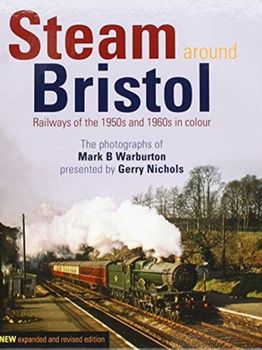 Steam around
Bristol
Railways of the 1950s and 1960s in colour
The photographs of
Mark B Warburton
presented by Gerry Nichols
NEW expanded and revised edition